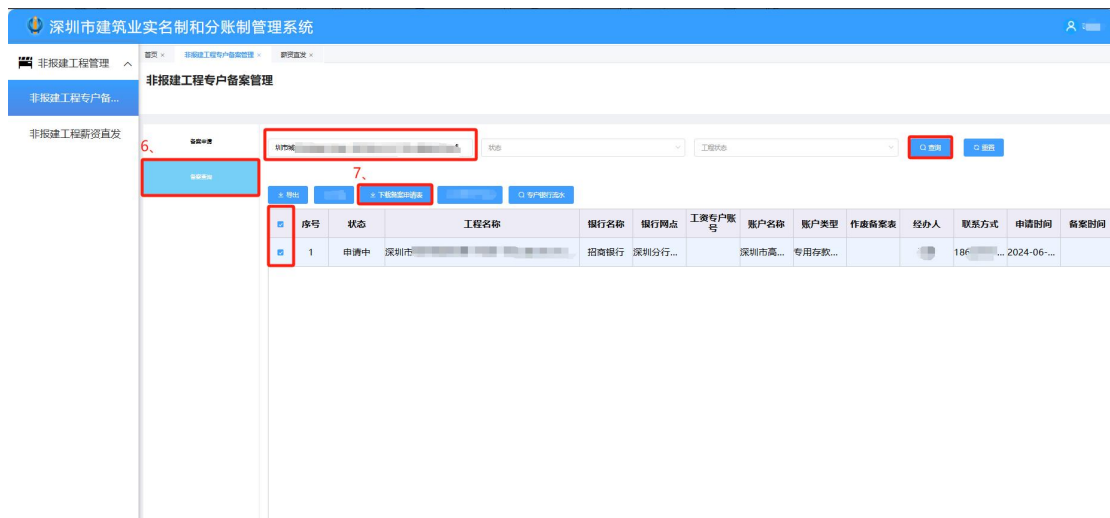 深圳市建筑业实名制和分账制管理系统
非报建工程管理
首页 × 非报建工程专户备案管理 × 薪资直发 ×
非报建工程专户备案管理
非报建工程专户备...
非报建工程薪资直发
6、
备案申请
圳市城
状态
工程状态
查询
重置
备案查询
7、
导出
下载备案申请表
专户银行流水
序号 状态 工程名称 银行名称 银行网点 工资专户账号 账户名称 账户类型 作废备案表 经办人 联系方式 申请时间 备案时间
1 申请中 深圳市 招商银行 深圳分行... 深圳市高... 专用存款... 186 ... 2024-06-...